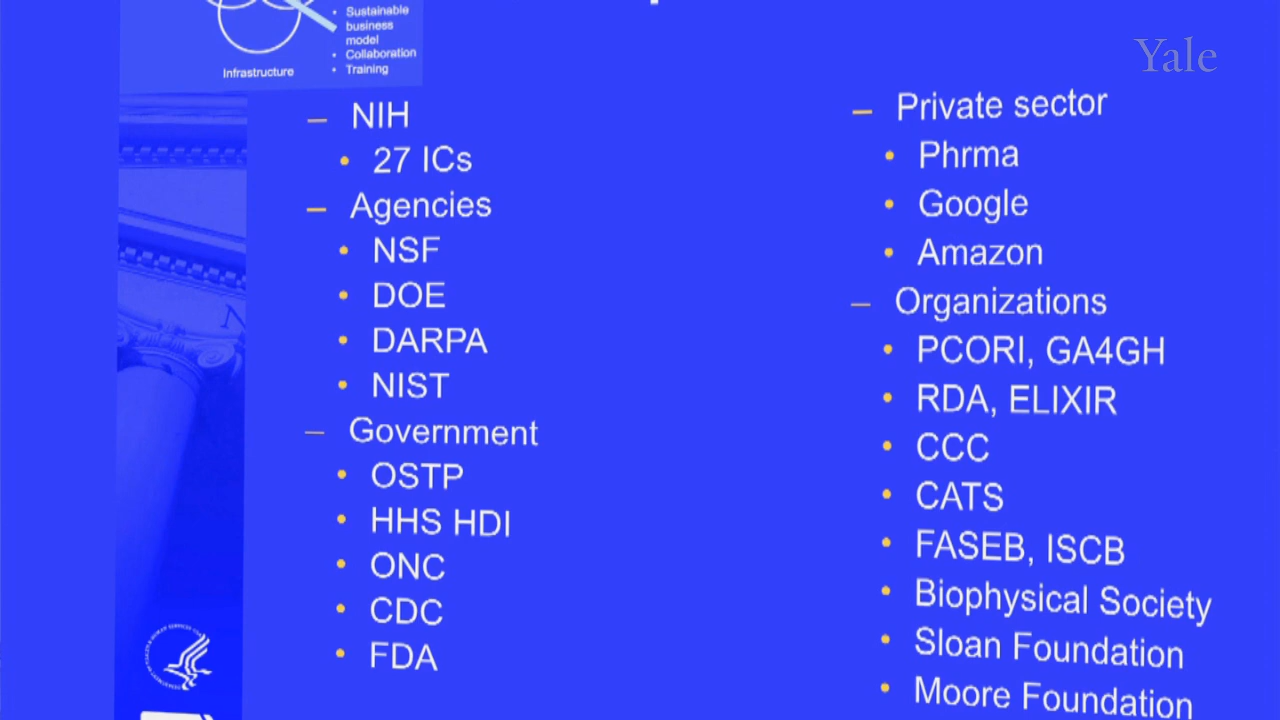 Sustainable
business
model
Collaboration
Training
Infrastructure
Yale
– NIH
• 27 ICs
– Agencies
• NSF
• DOE
• DARPA
• NIST
– Government
• OSTP
• HHS HDI
• ONC
• CDC
• FDA
– Private sector
• Phrma
• Google
• Amazon
– Organizations
• PCORI, GA4GH
• RDA, ELIXIR
• CCC
• CATS
• FASEB, ISCB
• Biophysical Society
• Sloan Foundation
• Moore Foundation